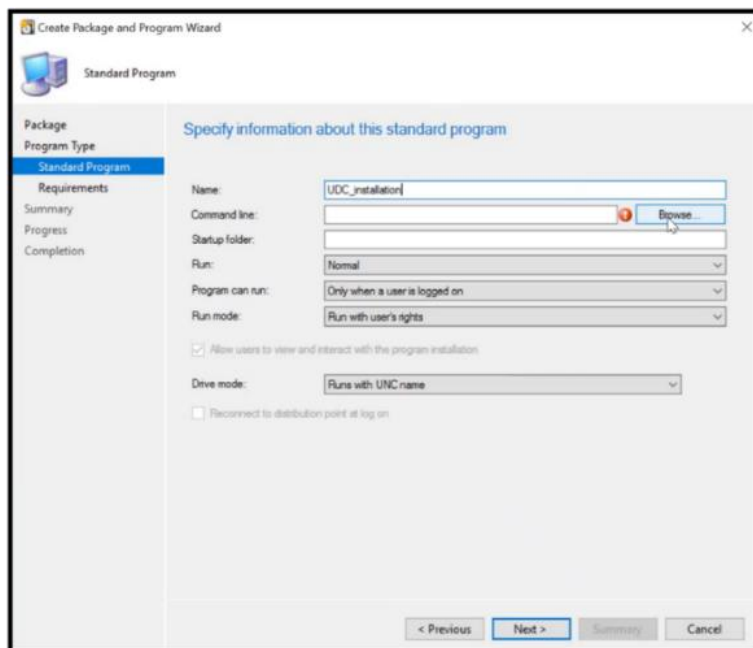 Create Package and Program Wizard
Standard Program
Package
Program Type
Standard Program
Requirements
Summary
Progress
Completion
Specify information about this standard program
Name: UDC_installation
Command line: Browse...
Startup folder:
Run: Normal
Program can run: Only when a user is logged on
Run mode: Run with user's rights
Allow users to view and interact with the program installation
Drive mode: Runs with UNC name
Reconnect to distribution point at log on
< Previous Next > Summary Cancel